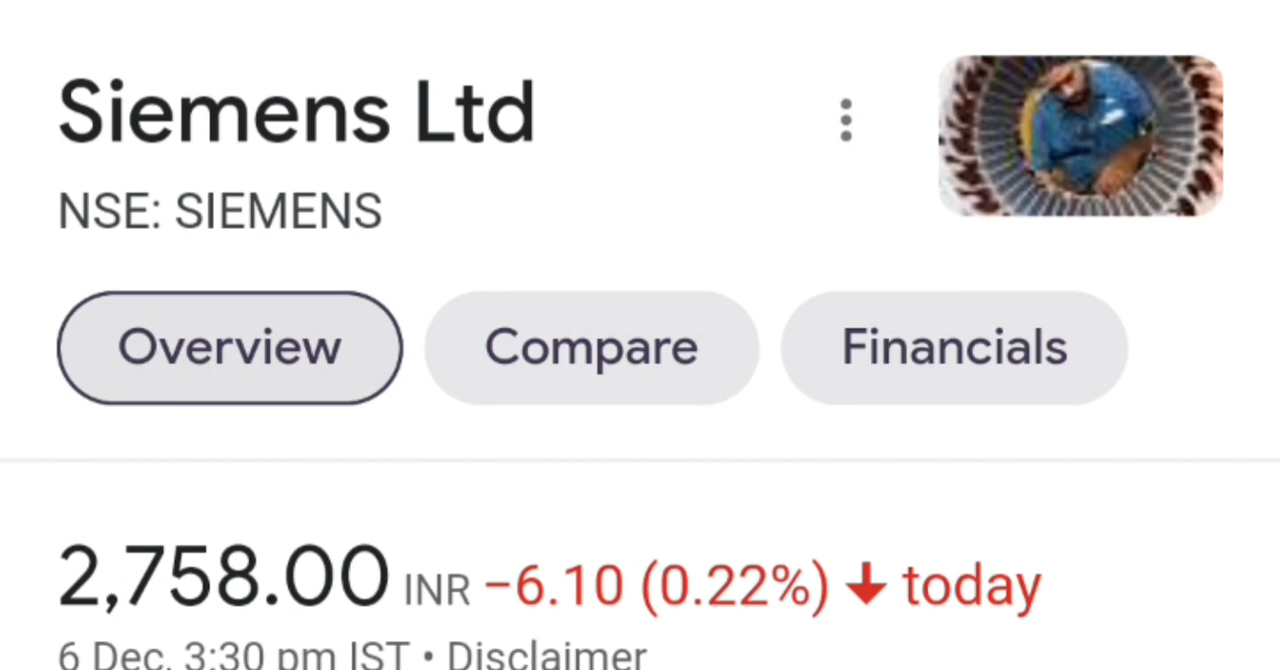 Siemens Ltd
NSE: SIEMENS
Overview Compare Financials
2,758.00 INR −6.10 (0.22%) ↓ today
6 Dec, 3:30 pm IST • Disclaimer